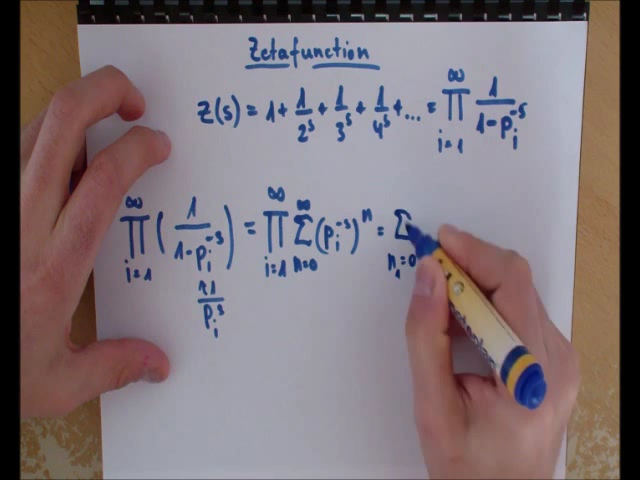 Zetafunction
Z(s) = 1 + 1/2^s + 1/3^s + 1/4^s + ... = ∏_{i=1}^{∞} 1/(1-p_i^{-s})
∏_{i=1}^{∞} (1/(1-p_i^{-s})) = ∏_{i=1}^{∞} ∑_{n=0}^{∞} (p_i^{-s})^n = ∑_{n_1=0}
1/p_i^s